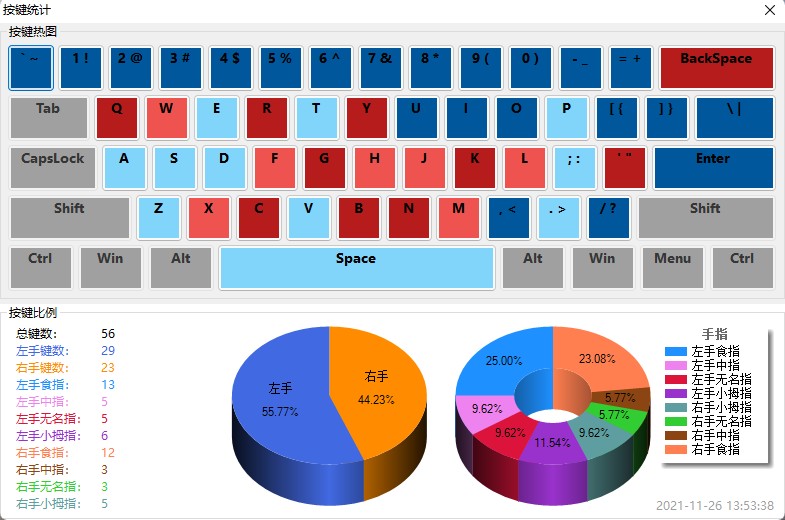 按键统计
按键热图
` ~ 1 ! 2 @ 3 # 4 $ 5 % 6 ^ 7 & 8 * 9 ( 0 ) - _ = + BackSpace
Tab Q W E R T Y U I O P [ { ] } \ |
CapsLock A S D F G H J K L ; : ' " Enter
Shift Z X C V B N M , < . > / ? Shift
Ctrl Win Alt Space Alt Win Menu Ctrl
按键比例
总键数: 56
左手键数: 29
右手键数: 23
左手食指: 13
左手中指: 5
左手无名指: 5
左手小拇指: 6
右手食指: 12
右手中指: 3
右手无名指: 3
右手小拇指: 5
左手
55.77%
右手
44.23%
25.00%
23.08%
9.62%
5.77%
9.62%
5.77%
11.54%
9.62%
手指
左手食指
左手中指
左手无名指
左手小拇指
右手小拇指
右手无名指
右手中指
右手食指
2021-11-26 13:53:38